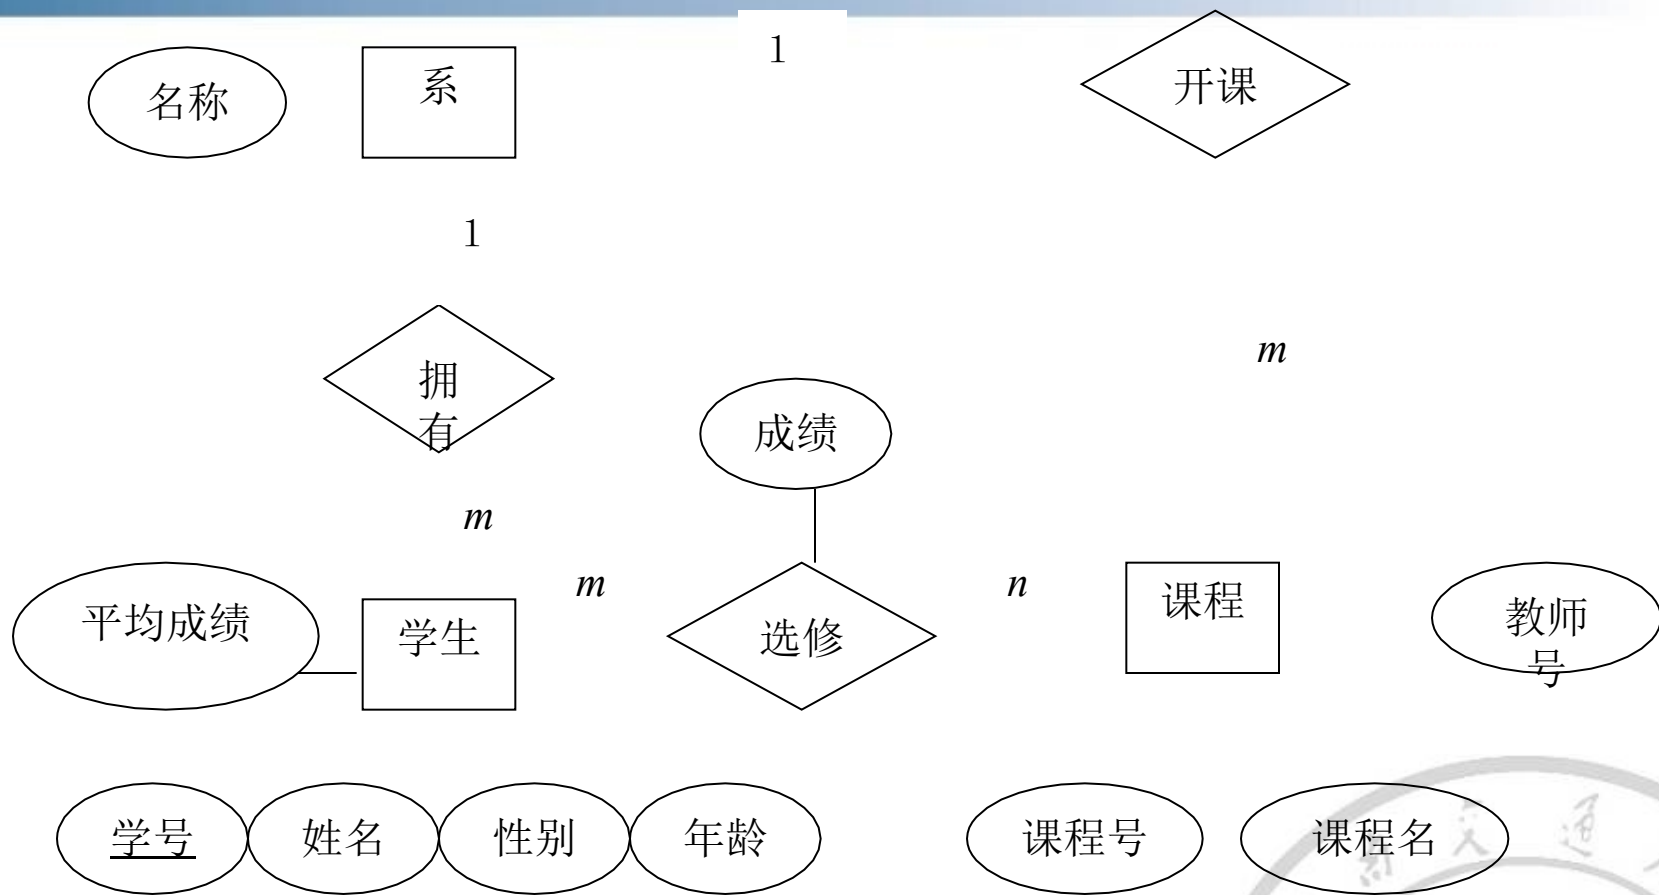 1
名称
系
开课
1
m
拥
有
成绩
m
m
n
平均成绩
学生
选修
课程
教师
号
学号
姓名
性别
年龄
课程号
课程名
交通